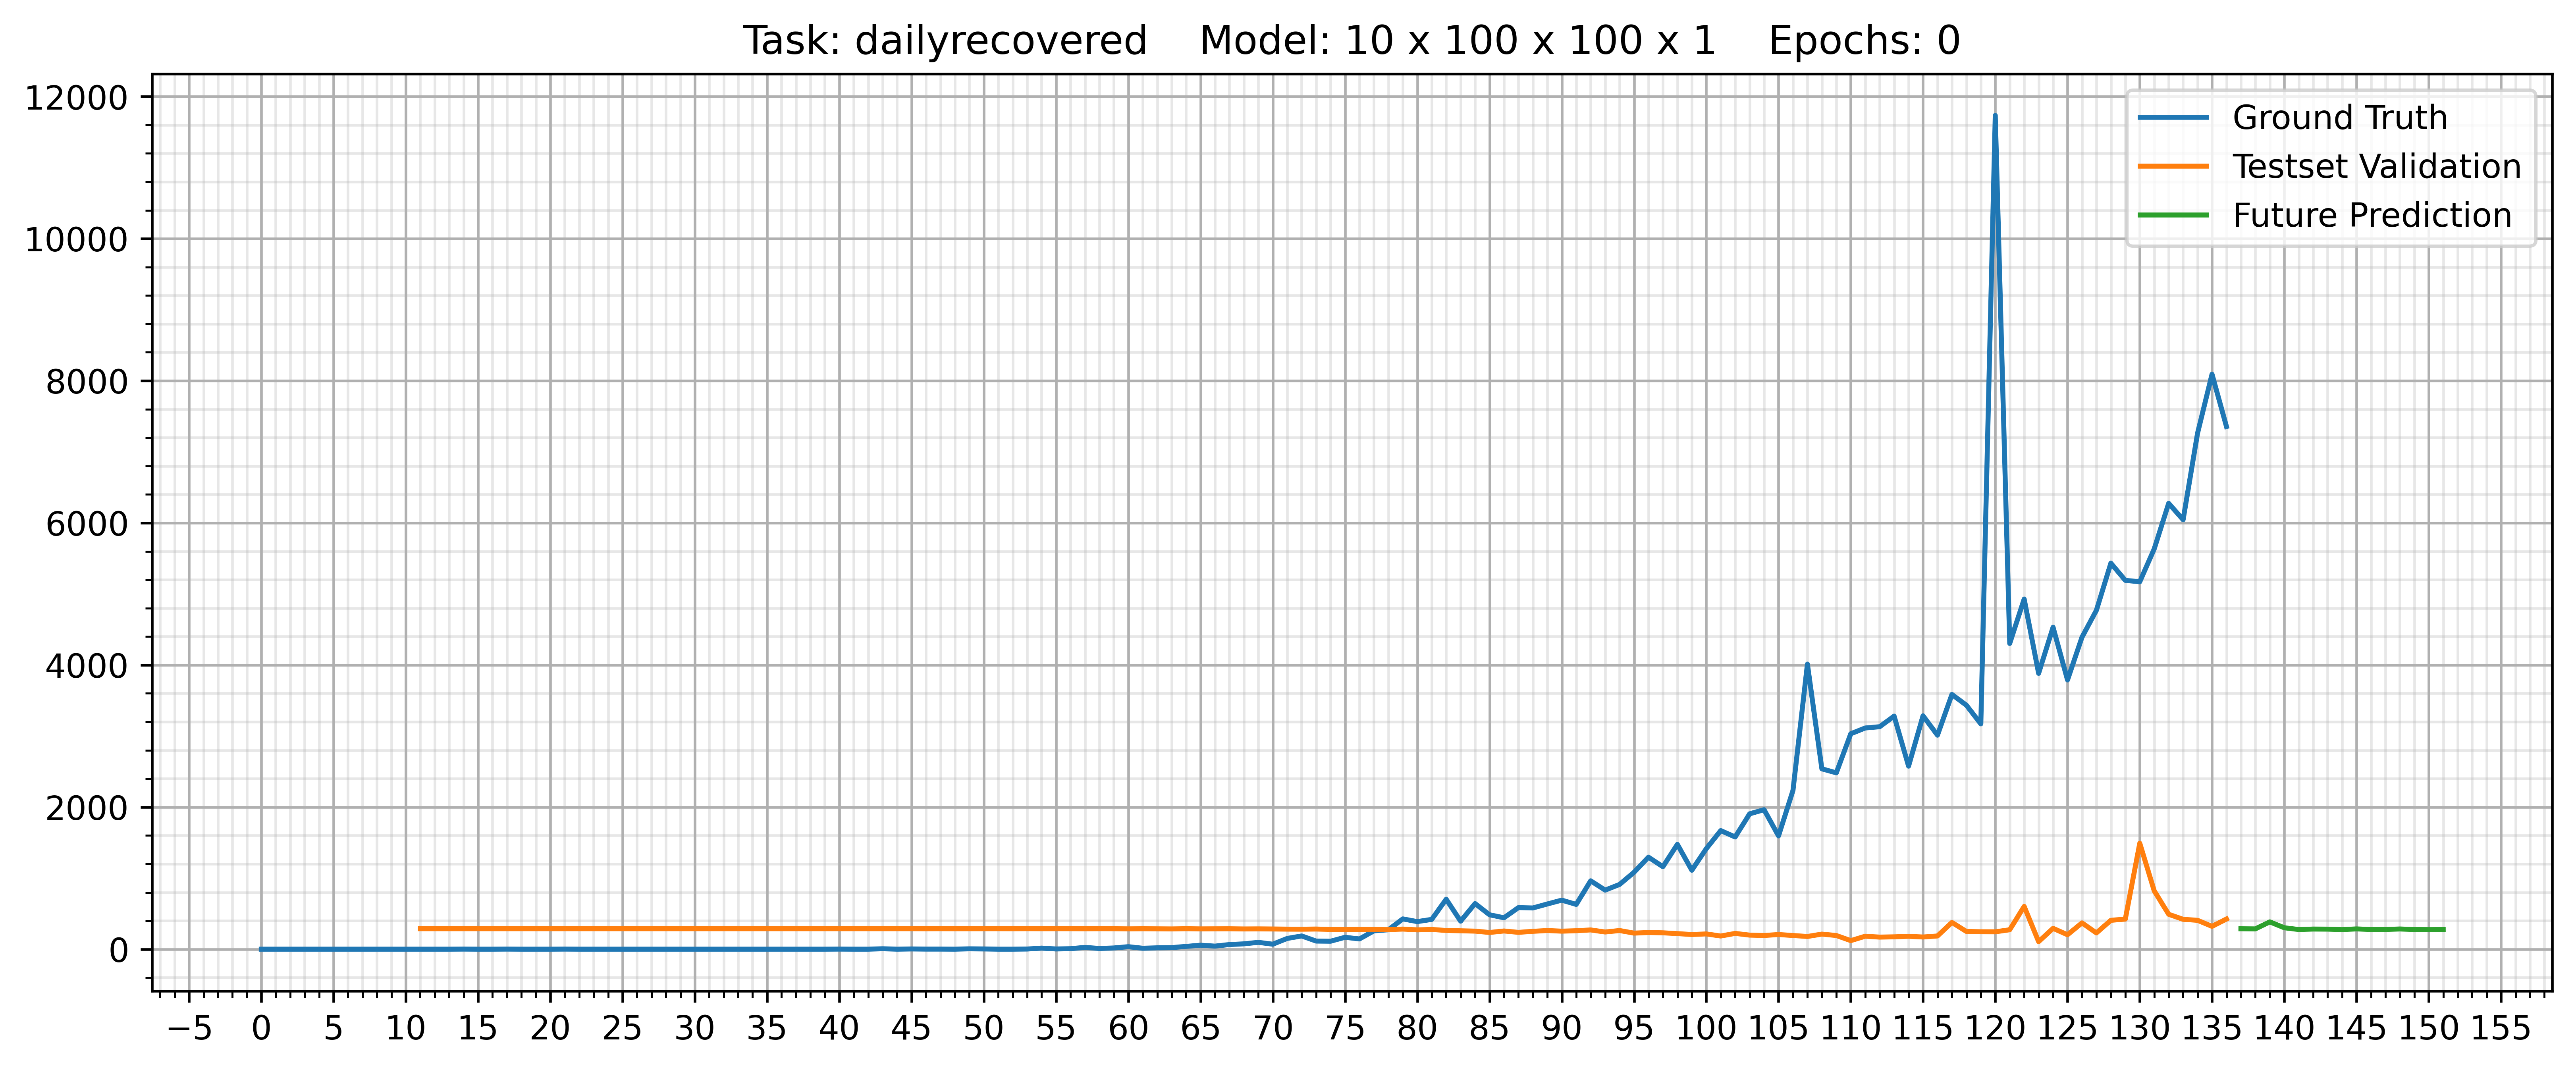 Task: dailyrecovered    Model: 10 x 100 x 100 x 1    Epochs: 0
12000
10000
8000
6000
4000
2000
0
Ground Truth
Testset Validation
Future Prediction
−5 0 5 10 15 20 25 30 35 40 45 50 55 60 65 70 75 80 85 90 95 100 105 110 115 120 125 130 135 140 145 150 155